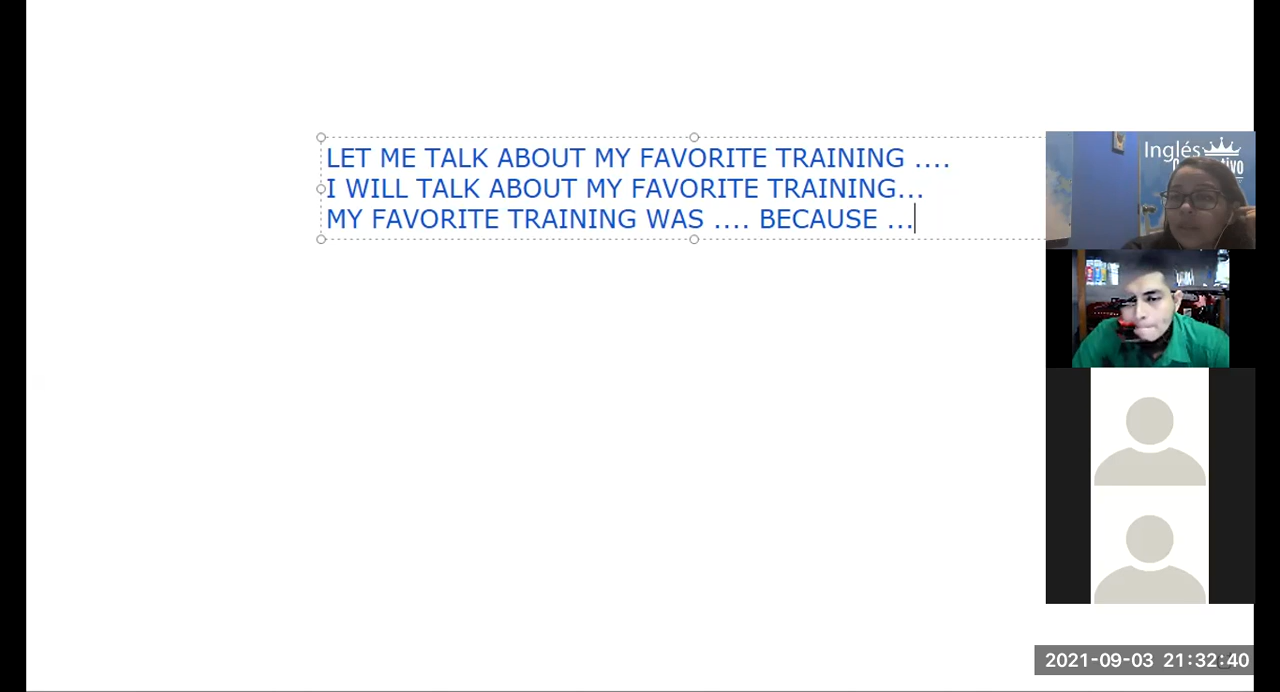 LET ME TALK ABOUT MY FAVORITE TRAINING ....
I WILL TALK ABOUT MY FAVORITE TRAINING...
MY FAVORITE TRAINING WAS .... BECAUSE ...
Inglés
2021-09-03 21:32:40